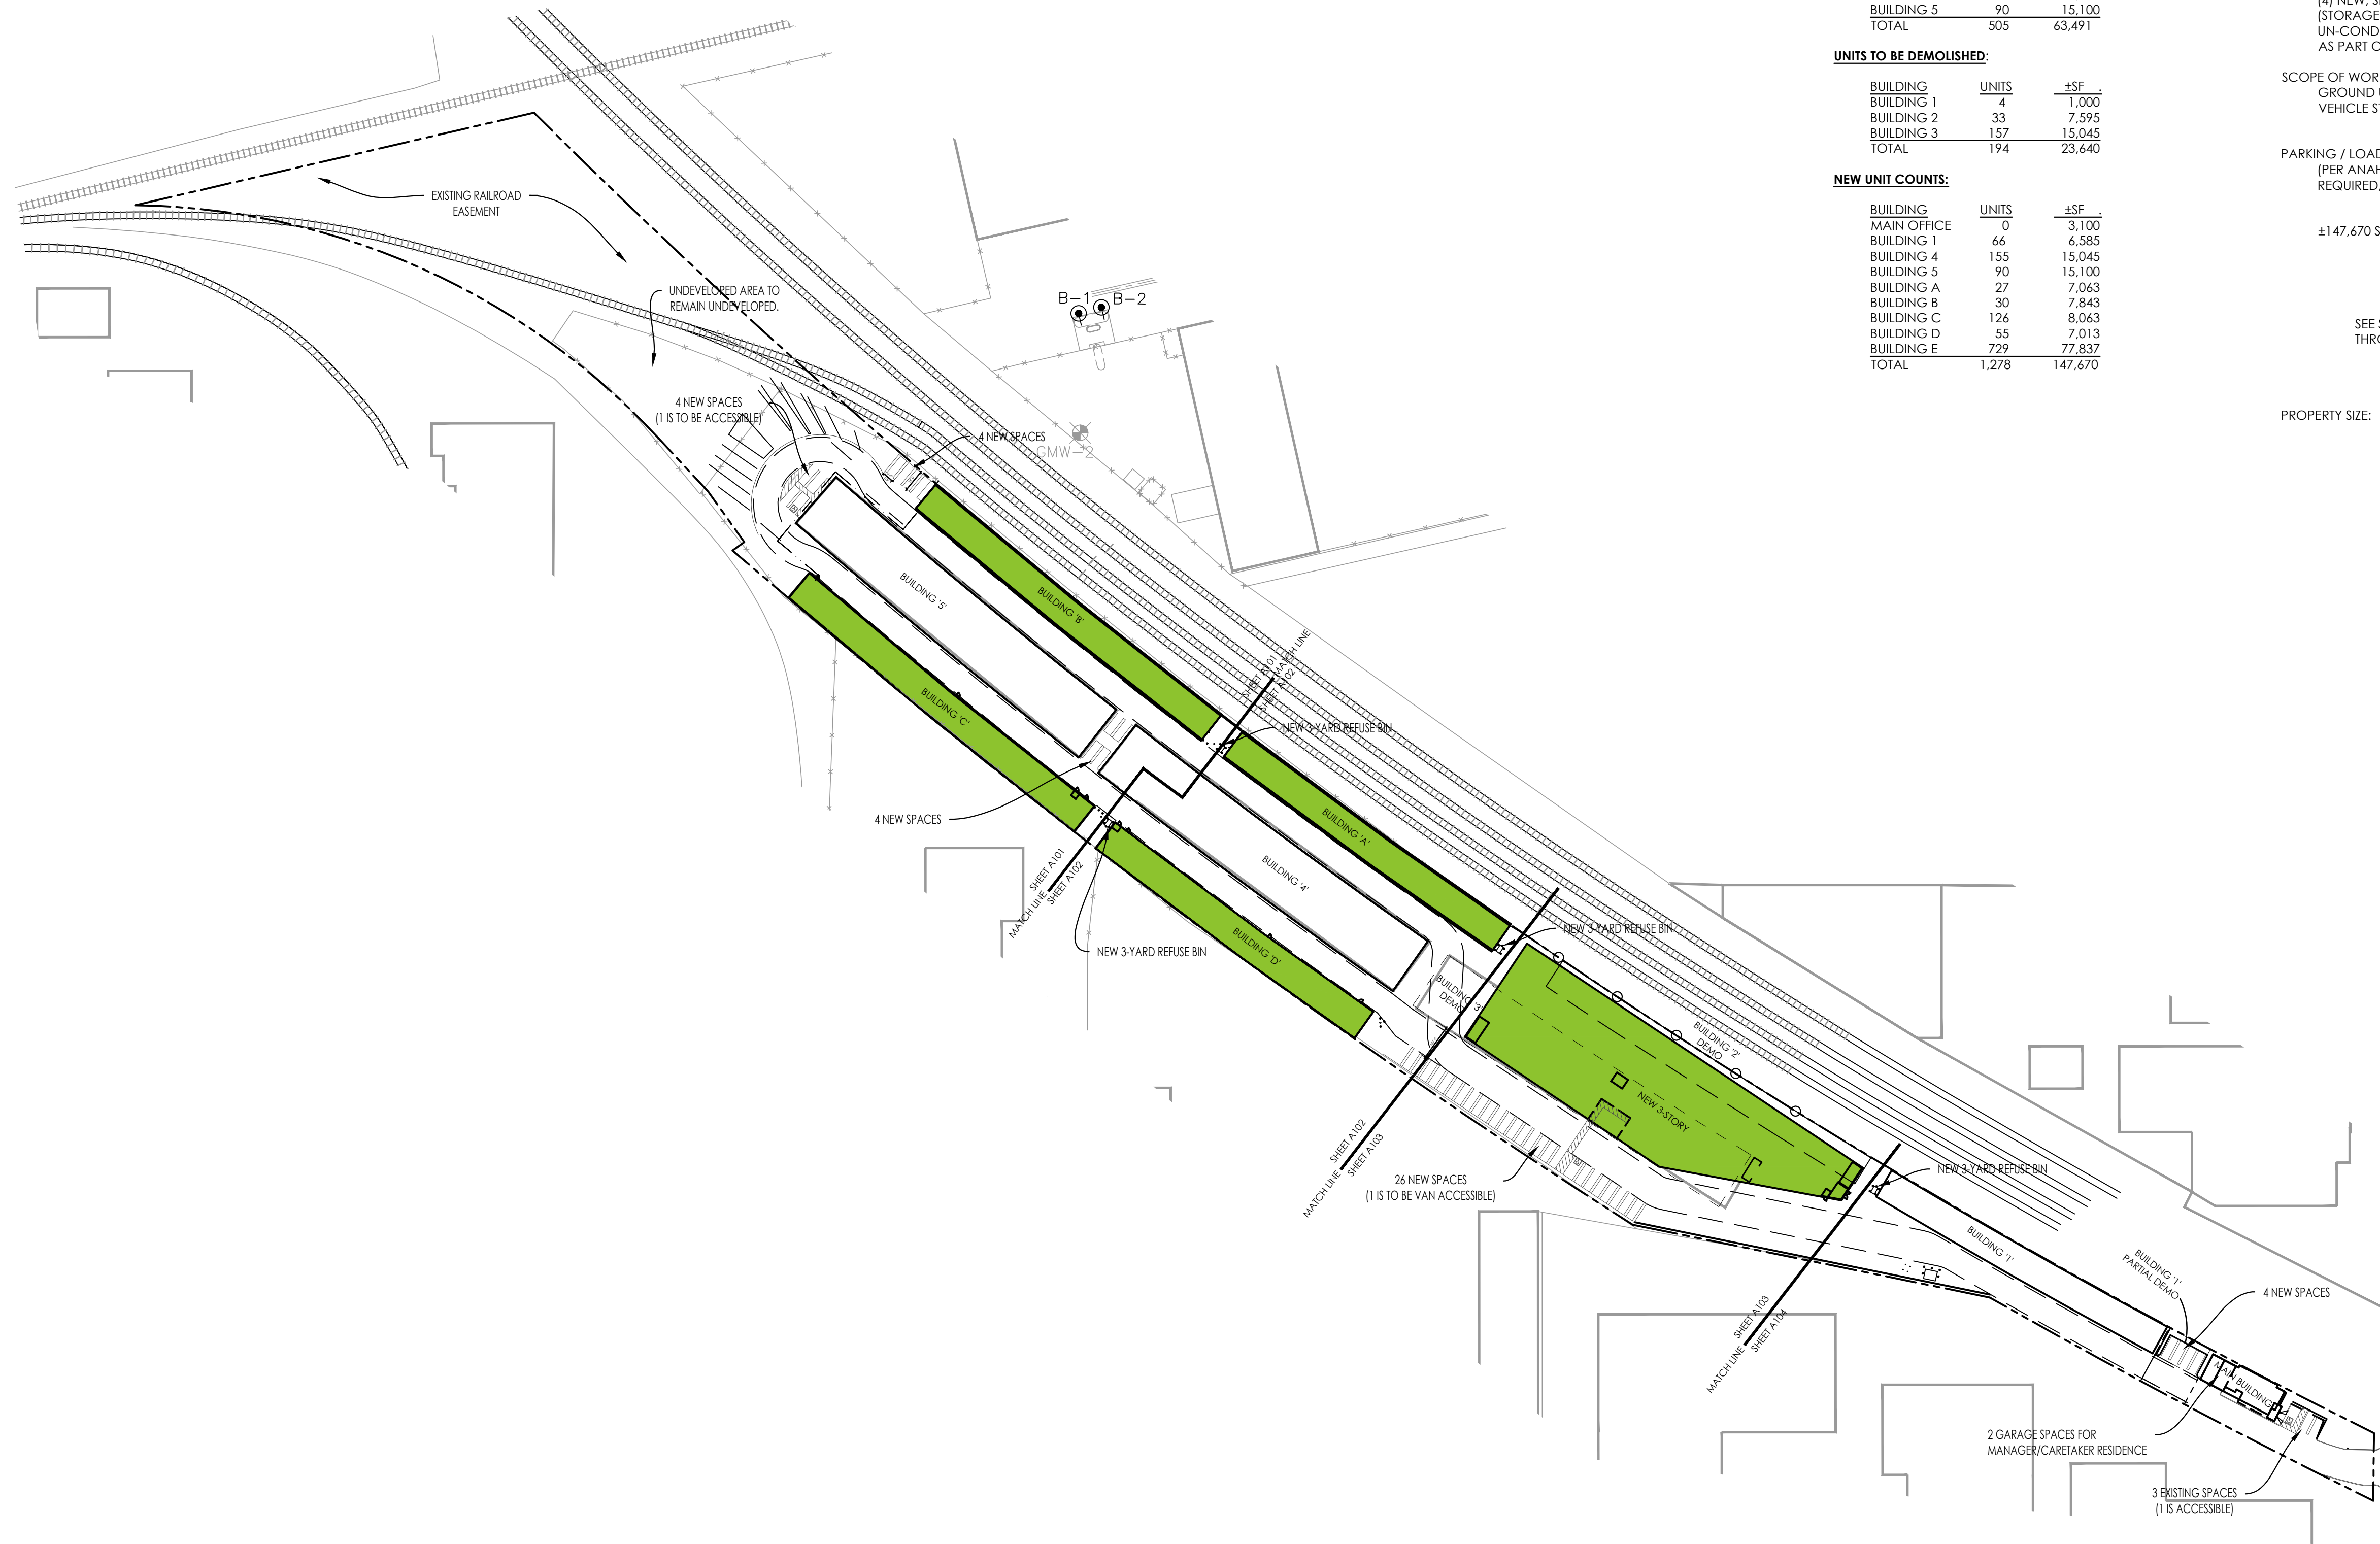 BUILDING 5 90 15,100
TOTAL 505 63,491
UNITS TO BE DEMOLISHED:
BUILDING UNITS ±SF .
BUILDING 1 4 1,000
BUILDING 2 33 7,595
BUILDING 3 157 15,045
TOTAL 194 23,640
NEW UNIT COUNTS:
BUILDING UNITS ±SF .
MAIN OFFICE 0 3,100
BUILDING 1 66 6,585
BUILDING 4 155 15,045
BUILDING 5 90 15,100
BUILDING A 27 7,063
BUILDING B 30 7,843
BUILDING C 126 8,063
BUILDING D 55 7,013
BUILDING E 729 77,837
TOTAL 1,278 147,670
(STORAGE
UN-COND
AS PART O
SCOPE OF WOR
GROUND
VEHICLE S
PARKING / LOAD
(PER ANAH
REQUIRED,
±147,670 S
SEE
THRO
PROPERTY SIZE:
EXISTING RAILROAD
EASEMENT
UNDEVELOPED AREA TO
REMAIN UNDEVELOPED.
B-1 B-2
4 NEW SPACES
(1 IS TO BE ACCESSIBLE)
4 NEW SPACES
GMW-2
BUILDING '5'
BUILDING 'B'
BUILDING 'C'
SHEET A101
MATCH LINE
SHEET A102
NEW 3-YARD REFUSE BIN
4 NEW SPACES
BUILDING 'A'
BUILDING '4'
SHEET A101
MATCH LINE
SHEET A102
NEW 3-YARD REFUSE BIN
BUILDING 'D'
NEW 3-YARD REFUSE BIN
BUILDING '3'
DEMO
BUILDING '2'
DEMO
NEW 3-STORY
SHEET A102
MATCH LINE
SHEET A103
26 NEW SPACES
(1 IS TO BE VAN ACCESSIBLE)
NEW 3-YARD REFUSE BIN
BUILDING '1'
BUILDING '1'
PARTIAL DEMO
4 NEW SPACES
SHEET A103
MATCH LINE
SHEET A104
MAIN BUILDING
2 GARAGE SPACES FOR
MANAGER/CARETAKER RESIDENCE
3 EXISTING SPACES
(1 IS ACCESSIBLE)